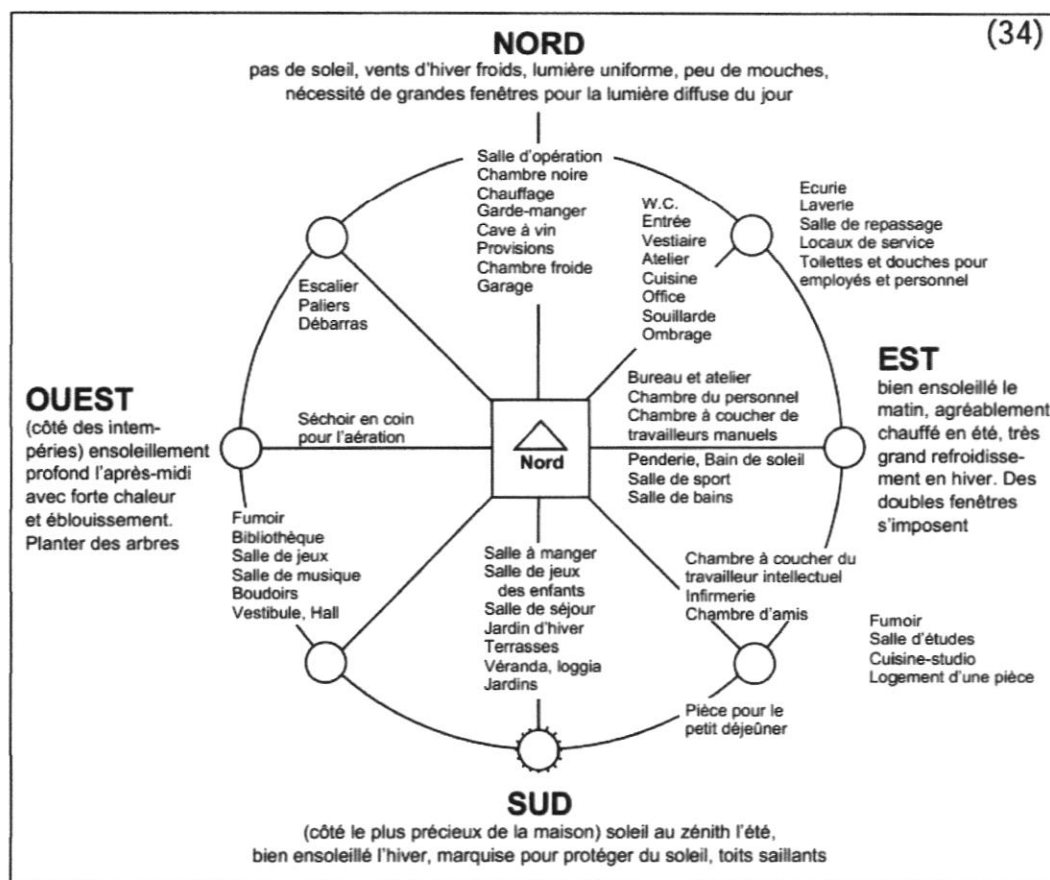 (34)
NORD
pas de soleil, vents d'hiver froids, lumière uniforme, peu de mouches,
nécessité de grandes fenêtres pour la lumière diffuse du jour
Salle d'opération
Chambre noire
Chauffage
Garde-manger
Cave à vin
Provisions
Chambre froide
Garage
W.C.
Entrée
Vestiaire
Atelier
Cuisine
Office
Souillarde
Ombrage
Ecurie
Laverie
Salle de repassage
Locaux de service
Toilettes et douches pour
employés et personnel
Escalier
Paliers
Débarras
OUEST
(côté des intem-
péries) ensoleillement
profond l'après-midi
avec forte chaleur
et éblouissement.
Planter des arbres
Séchoir en coin
pour l'aération
Nord
Bureau et atelier
Chambre du personnel
Chambre à coucher de
travailleurs manuels
Penderie, Bain de soleil
Salle de sport
Salle de bains
EST
bien ensoleillé le
matin, agréablement
chauffé en été, très
grand refroidisse-
ment en hiver. Des
doubles fenêtres
s'imposent
Fumoir
Bibliothèque
Salle de jeux
Salle de musique
Boudoirs
Vestibule, Hall
Salle à manger
Salle de jeux
des enfants
Salle de séjour
Jardin d'hiver
Terrasses
Véranda, loggia
Jardins
Chambre à coucher du
travailleur intellectuel
Infirmerie
Chambre d'amis
Fumoir
Salle d'études
Cuisine-studio
Logement d'une pièce
Pièce pour le
petit déjeûner
SUD
(côté le plus précieux de la maison) soleil au zénith l'été,
bien ensoleillé l'hiver, marquise pour protéger du soleil, toits saillants